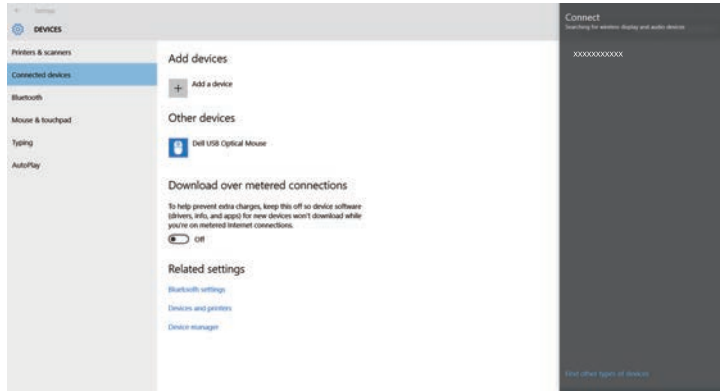 Settings
DEVICES
Printers & scanners
Connected devices
Bluetooth
Mouse & touchpad
Typing
AutoPlay
Add devices
Add a device
Other devices
Dell USB Optical Mouse
Download over metered connections
To help prevent extra charges, keep this off so device software
(drivers, info, and apps) for new devices won't download while
you're on metered Internet connections.
Off
Related settings
Bluetooth settings
Devices and printers
Device manager
Connect
Searching for wireless display and audio devices
XXXXXXXXXXX
Find other types of devices